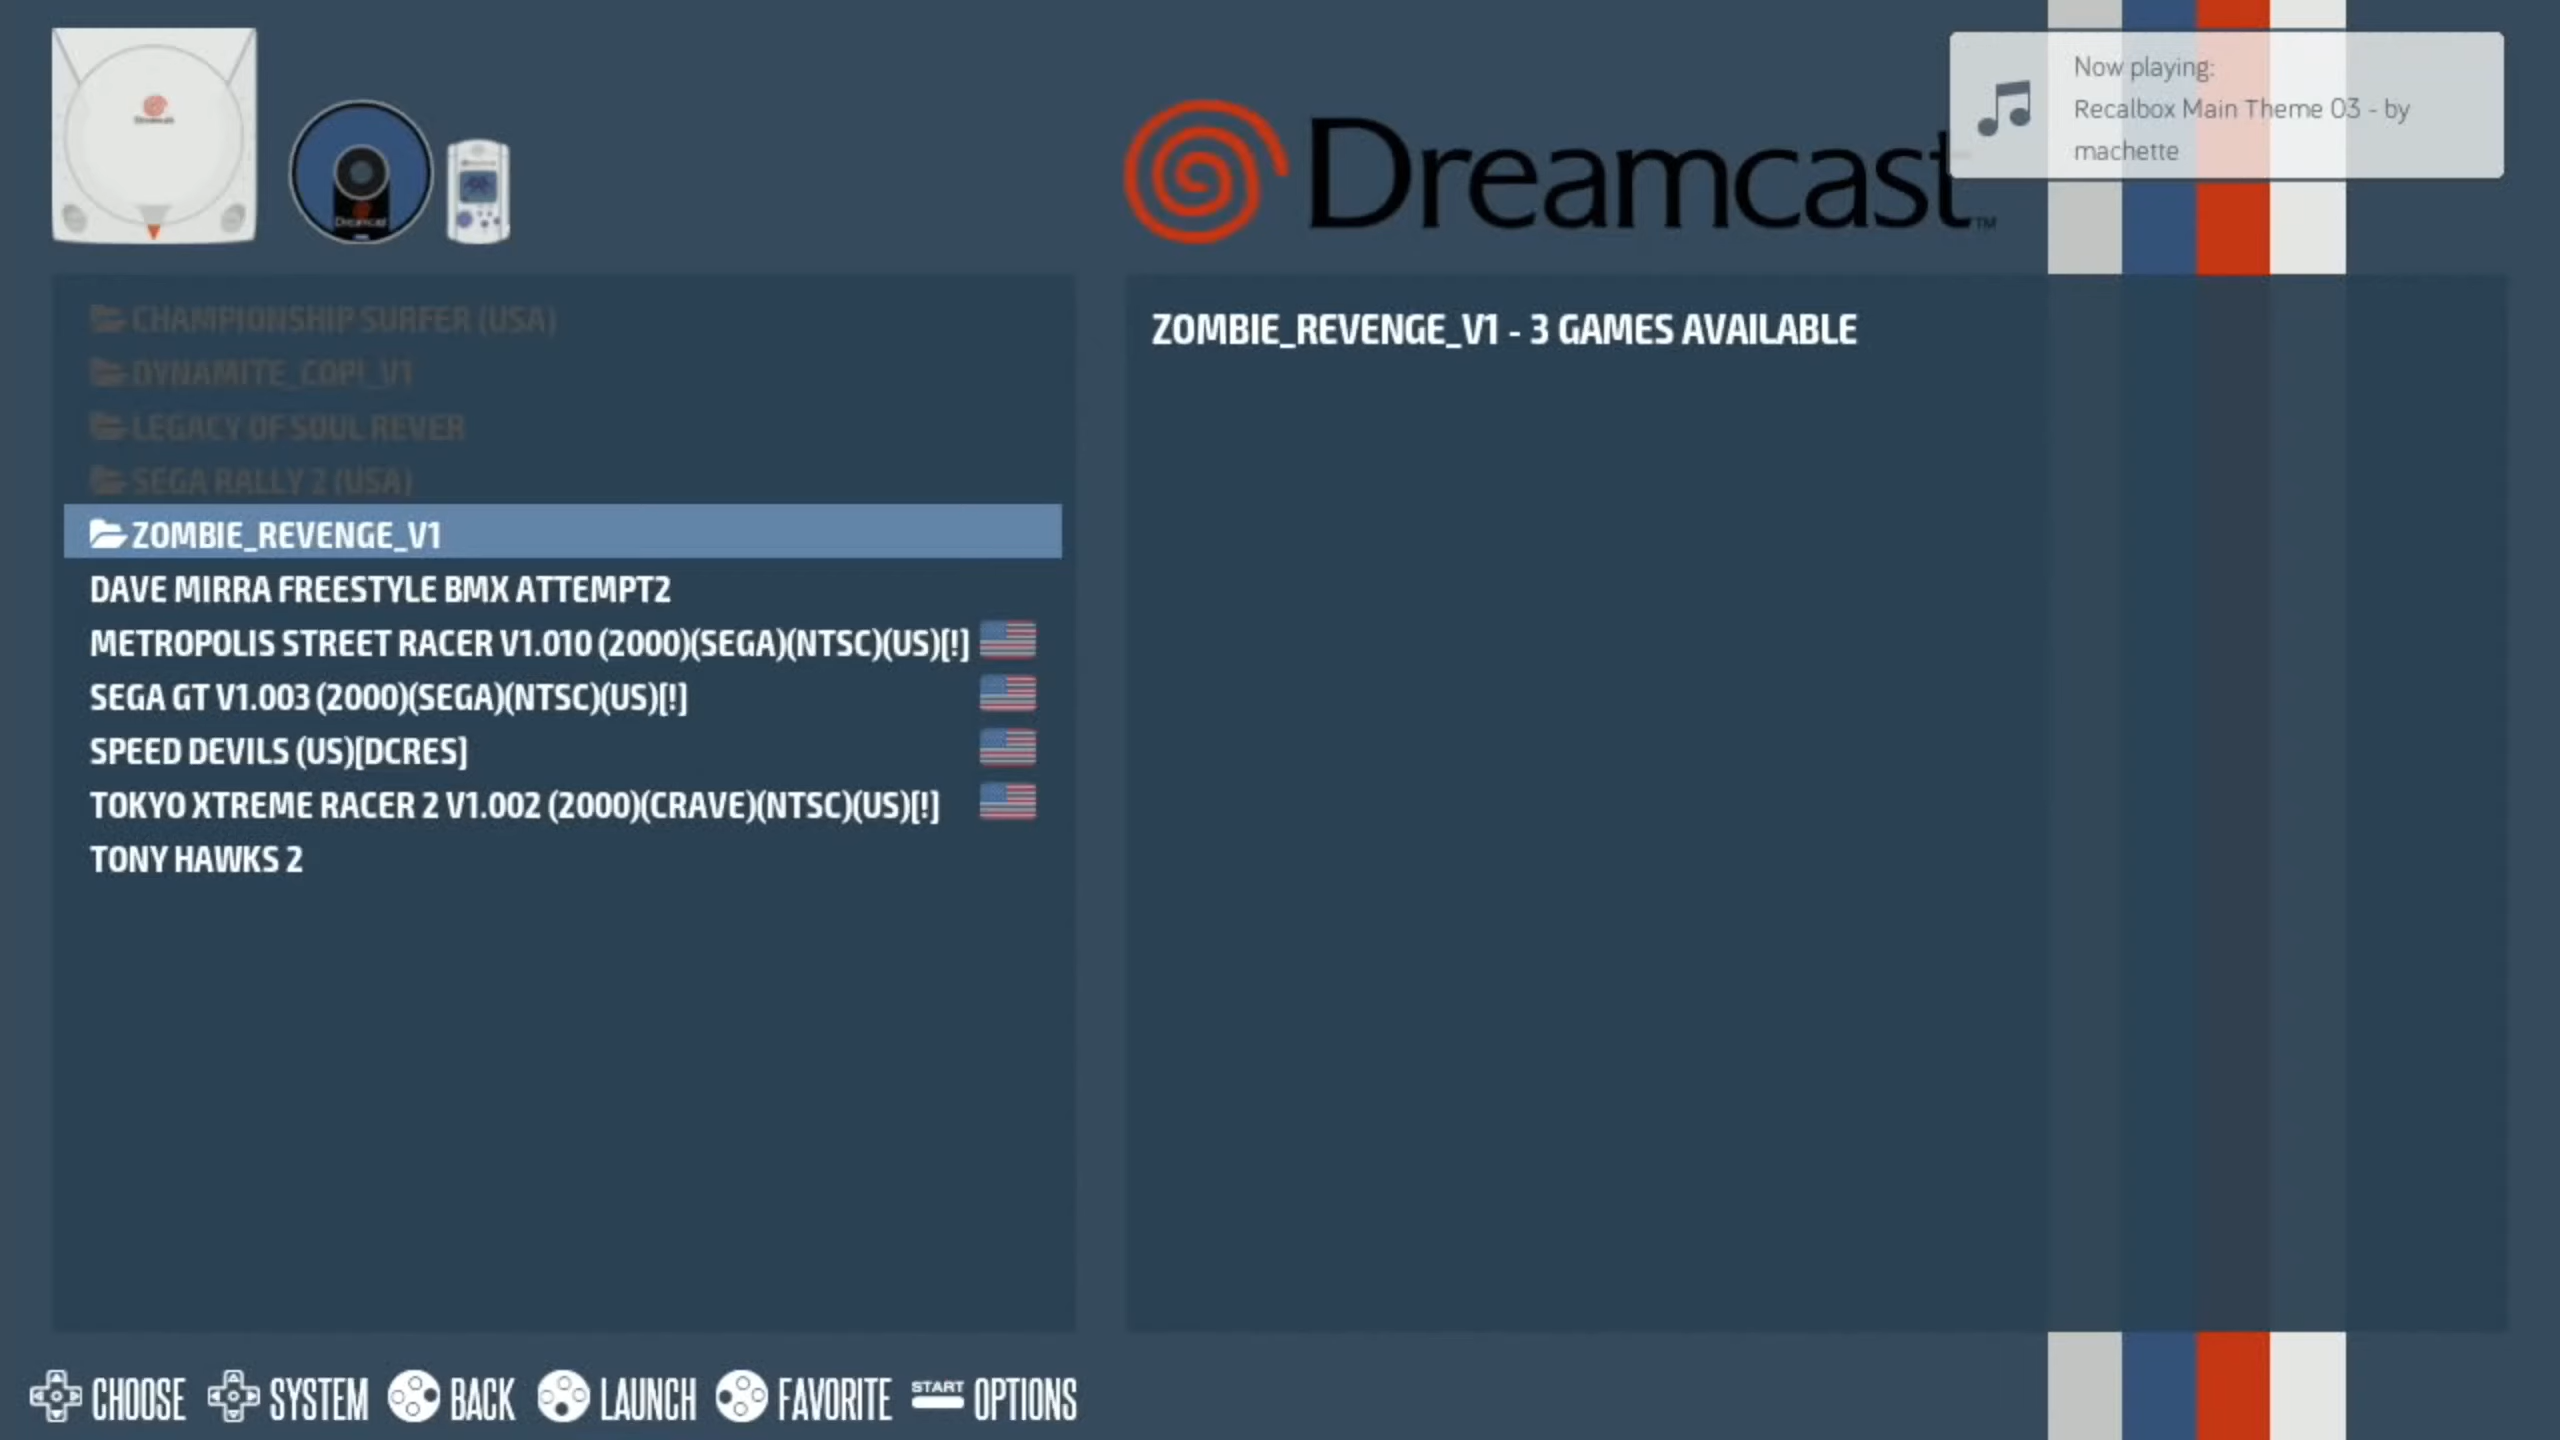 Dreamcast™
Now playing:
Recalbox Main Theme 03 - by
machette
CHAMPIONSHIP SURFER (USA)
DYNAMITE_COP!_V1
LEGACY OF SOUL REVER
SEGA RALLY 2 (USA)
ZOMBIE_REVENGE_V1
DAVE MIRRA FREESTYLE BMX ATTEMPT2
METROPOLIS STREET RACER V1.010 (2000)(SEGA)(NTSC)(US)[!]
SEGA GT V1.003 (2000)(SEGA)(NTSC)(US)[!]
SPEED DEVILS (US)[DCRES]
TOKYO XTREME RACER 2 V1.002 (2000)(CRAVE)(NTSC)(US)[!]
TONY HAWKS 2
ZOMBIE_REVENGE_V1 - 3 GAMES AVAILABLE
CHOOSE SYSTEM BACK LAUNCH FAVORITE START OPTIONS